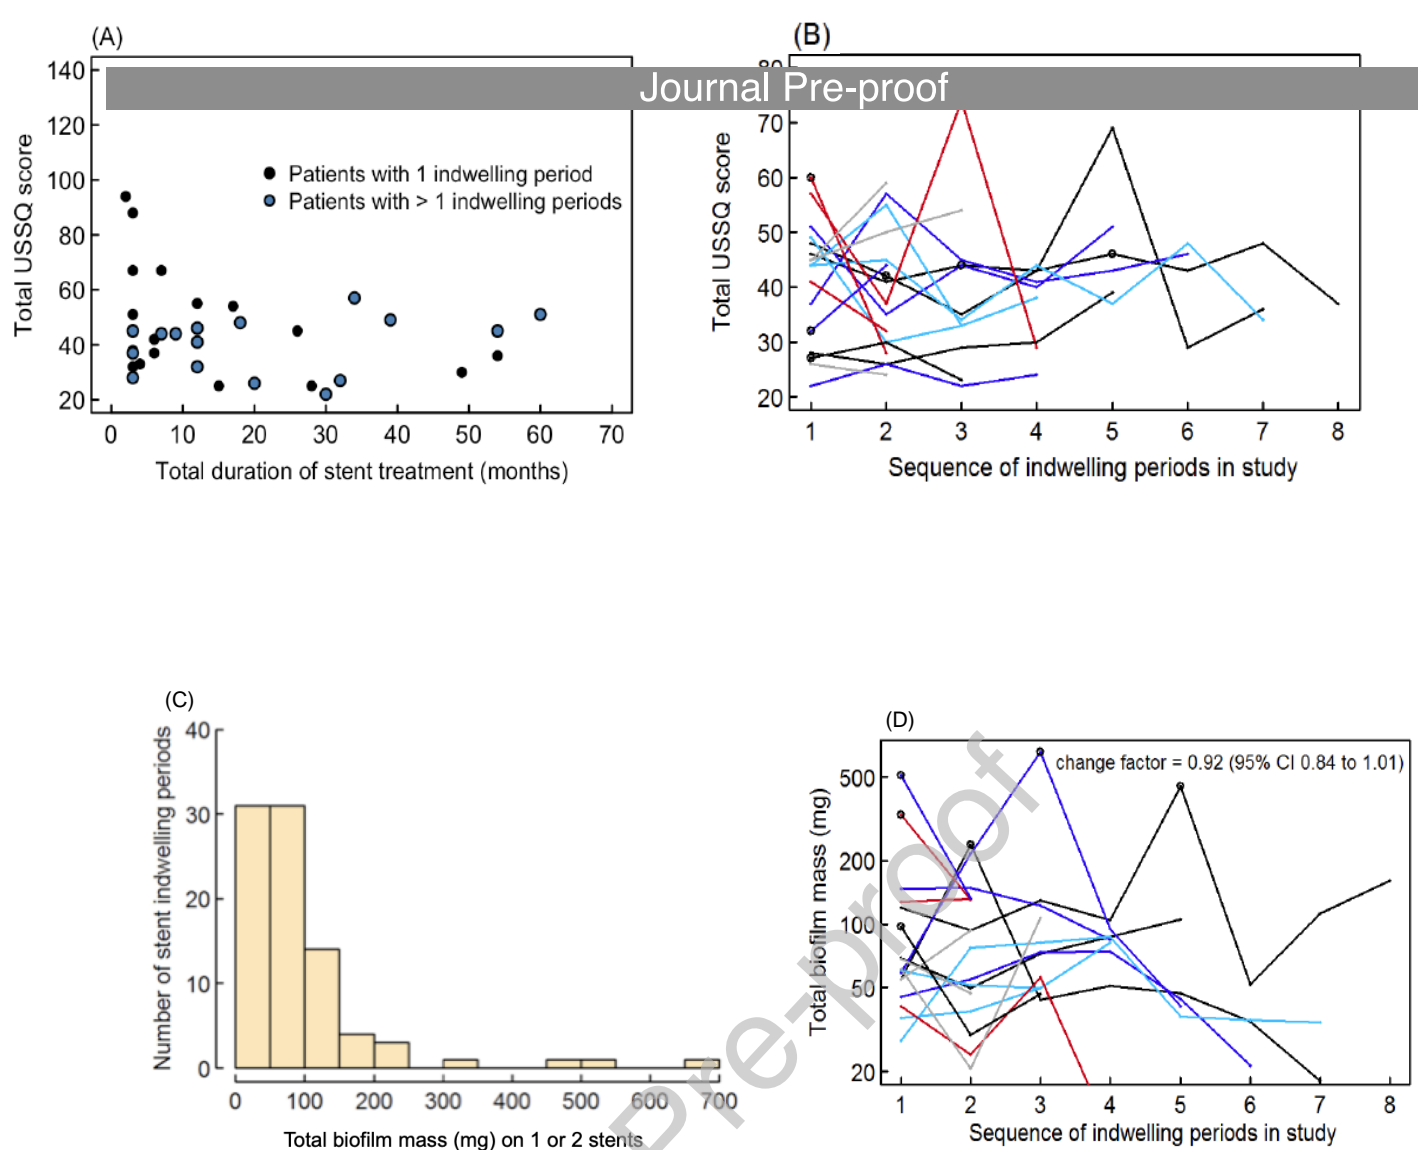 (A)
140
120
100
80
60
40
20
Total USSQ score
Patients with 1 indwelling period
Patients with > 1 indwelling periods
0 10 20 30 40 50 60 70
Total duration of stent treatment (months)
Journal Pre-proof
(B)
80
70
60
50
40
30
20
Total USSQ score
1 2 3 4 5 6 7 8
Sequence of indwelling periods in study
(C)
40
30
20
10
0
Number of stent indwelling periods
0 100 200 300 400 500 600 700
Total biofilm mass (mg) on 1 or 2 stents
(D)
change factor = 0.92 (95% CI 0.84 to 1.01)
500
200
100
50
20
Total biofilm mass (mg)
1 2 3 4 5 6 7 8
Sequence of indwelling periods in study
Pre-proof